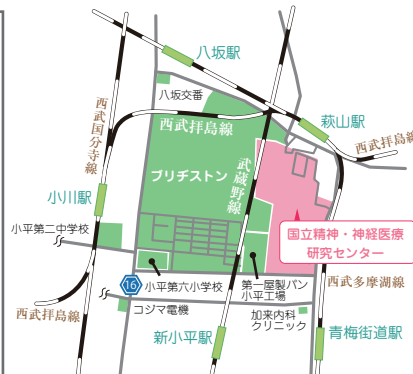 八坂駅
八坂交番
萩山駅
西武拝島線
西武国分寺線
西武拝島線
武蔵野線
ブリヂストン
小川駅
小平第二中学校
国立精神・神経医療
研究センター
16
小平第六小学校
第一屋製パン
小平工場
西武多摩湖線
西武拝島線
コジマ電機
加来内科
クリニック
新小平駅
青梅街道駅